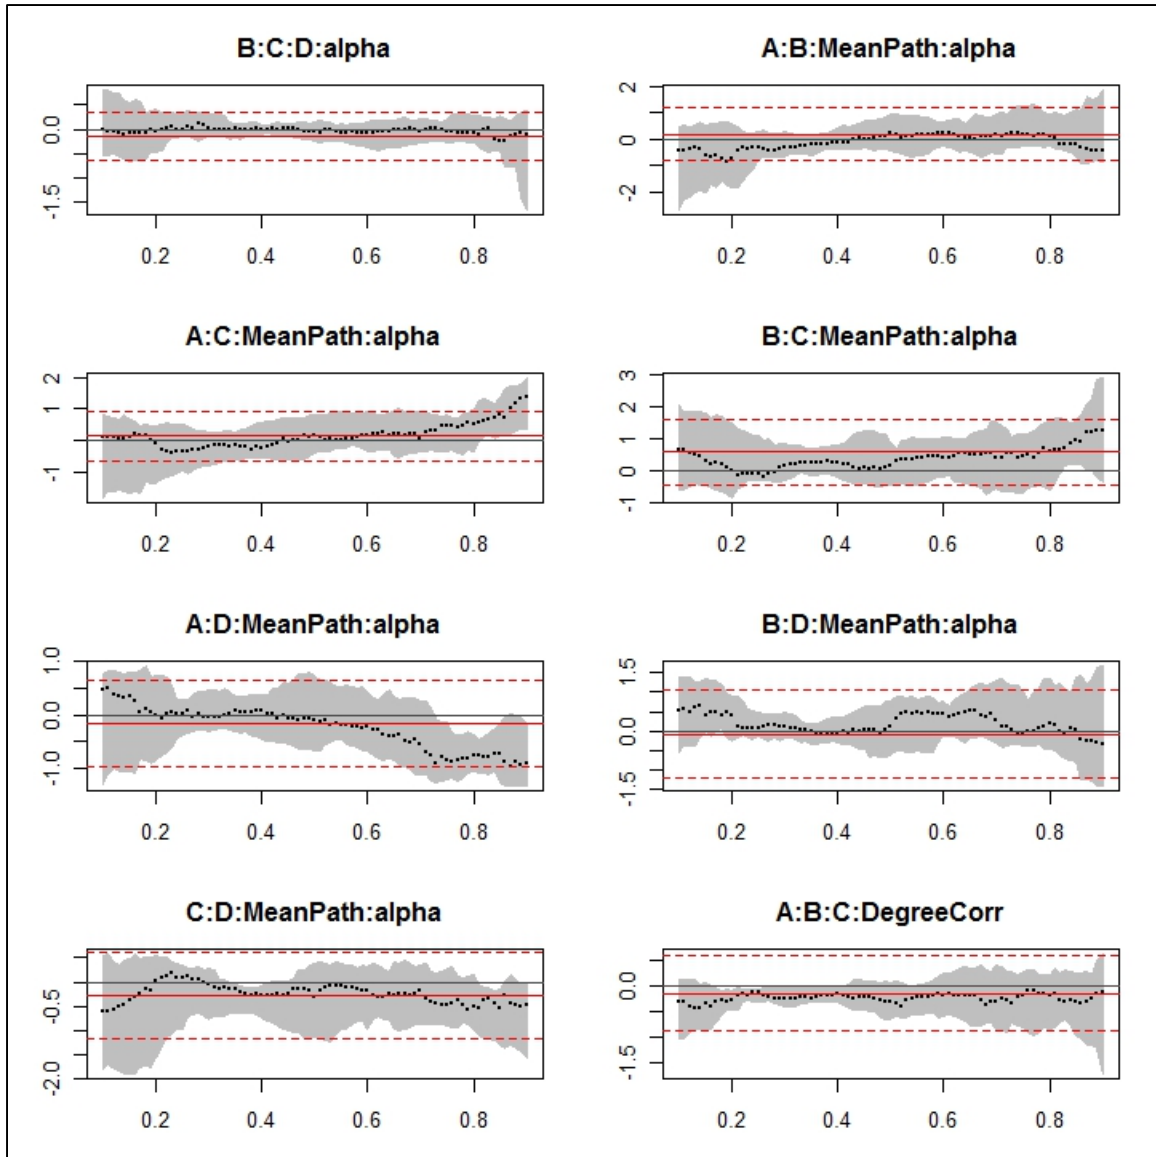 B:C:D:alpha
0.0
-1.5
0.2 0.4 0.6 0.8
A:B:MeanPath:alpha
2
0
-2
0.2 0.4 0.6 0.8
A:C:MeanPath:alpha
2
1
-1
0.2 0.4 0.6 0.8
B:C:MeanPath:alpha
3
2
1
0
-1
0.2 0.4 0.6 0.8
A:D:MeanPath:alpha
1.0
0.0
-1.0
0.2 0.4 0.6 0.8
B:D:MeanPath:alpha
1.5
0.0
-1.5
0.2 0.4 0.6 0.8
C:D:MeanPath:alpha
-0.5
-2.0
0.2 0.4 0.6 0.8
A:B:C:DegreeCorr
0.0
-1.5
0.2 0.4 0.6 0.8